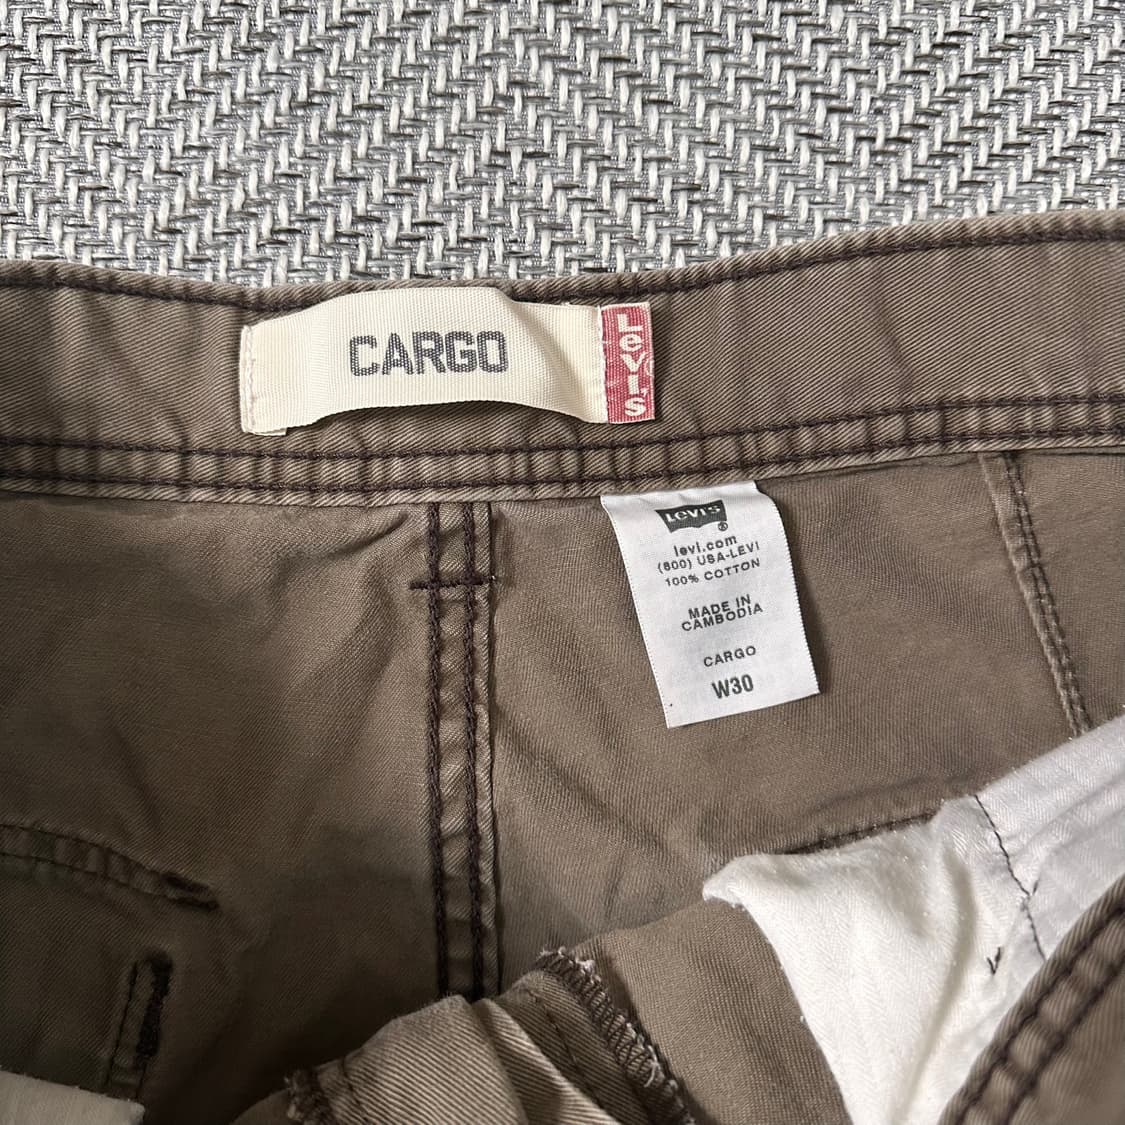 CARGO
Levi's
LEVI'S
®
levi.com
(800) USA-LEVI
100% COTTON
MADE IN
CAMBODIA
CARGO
W30